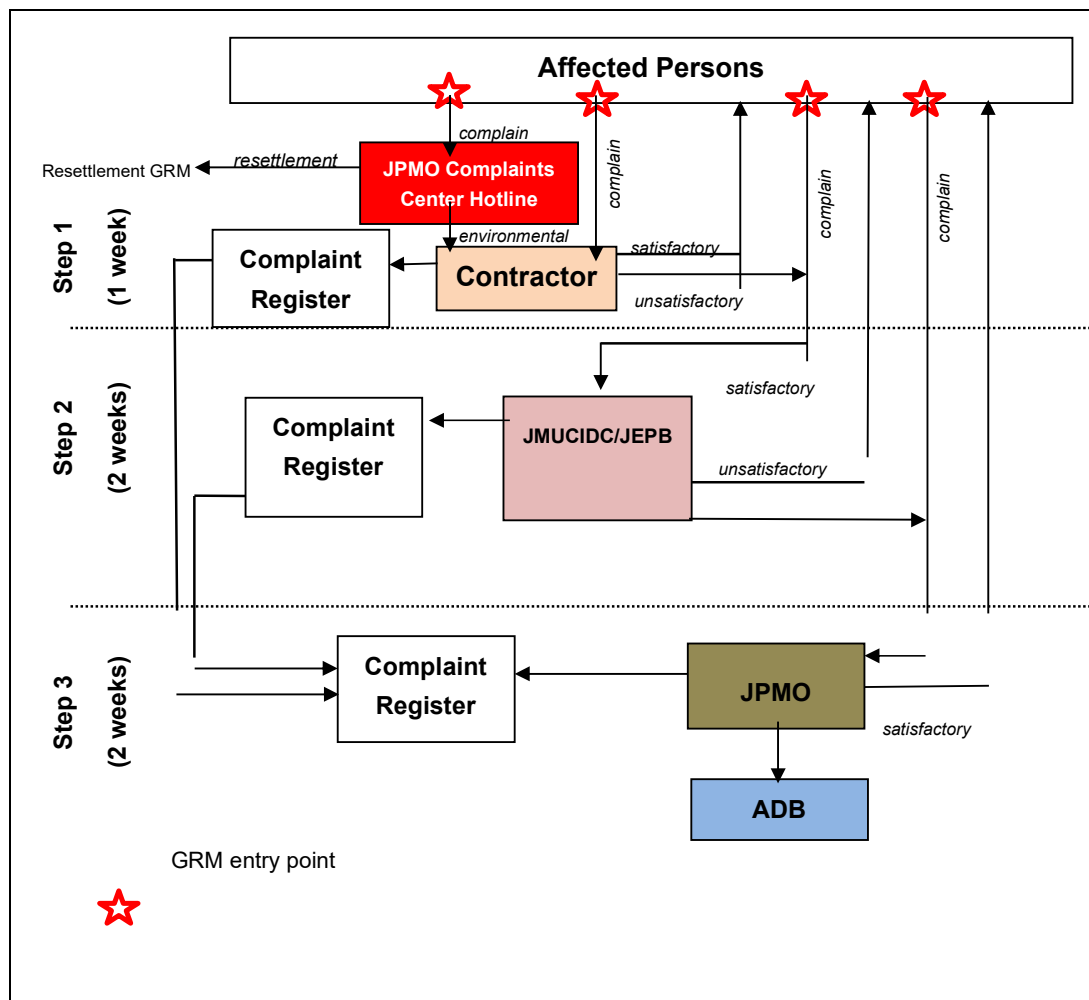 Affected Persons
complain
resettlement
Resettlement GRM
JPMO Complaints
Center Hotline
complain
complain
complain
environmental
Step 1
(1 week)
Complaint
Register
Contractor
satisfactory
unsatisfactory
Step 2
(2 weeks)
Complaint
Register
JMUCIDC/JEPB
satisfactory
unsatisfactory
Step 3
(2 weeks)
Complaint
Register
JPMO
satisfactory
ADB
GRM entry point